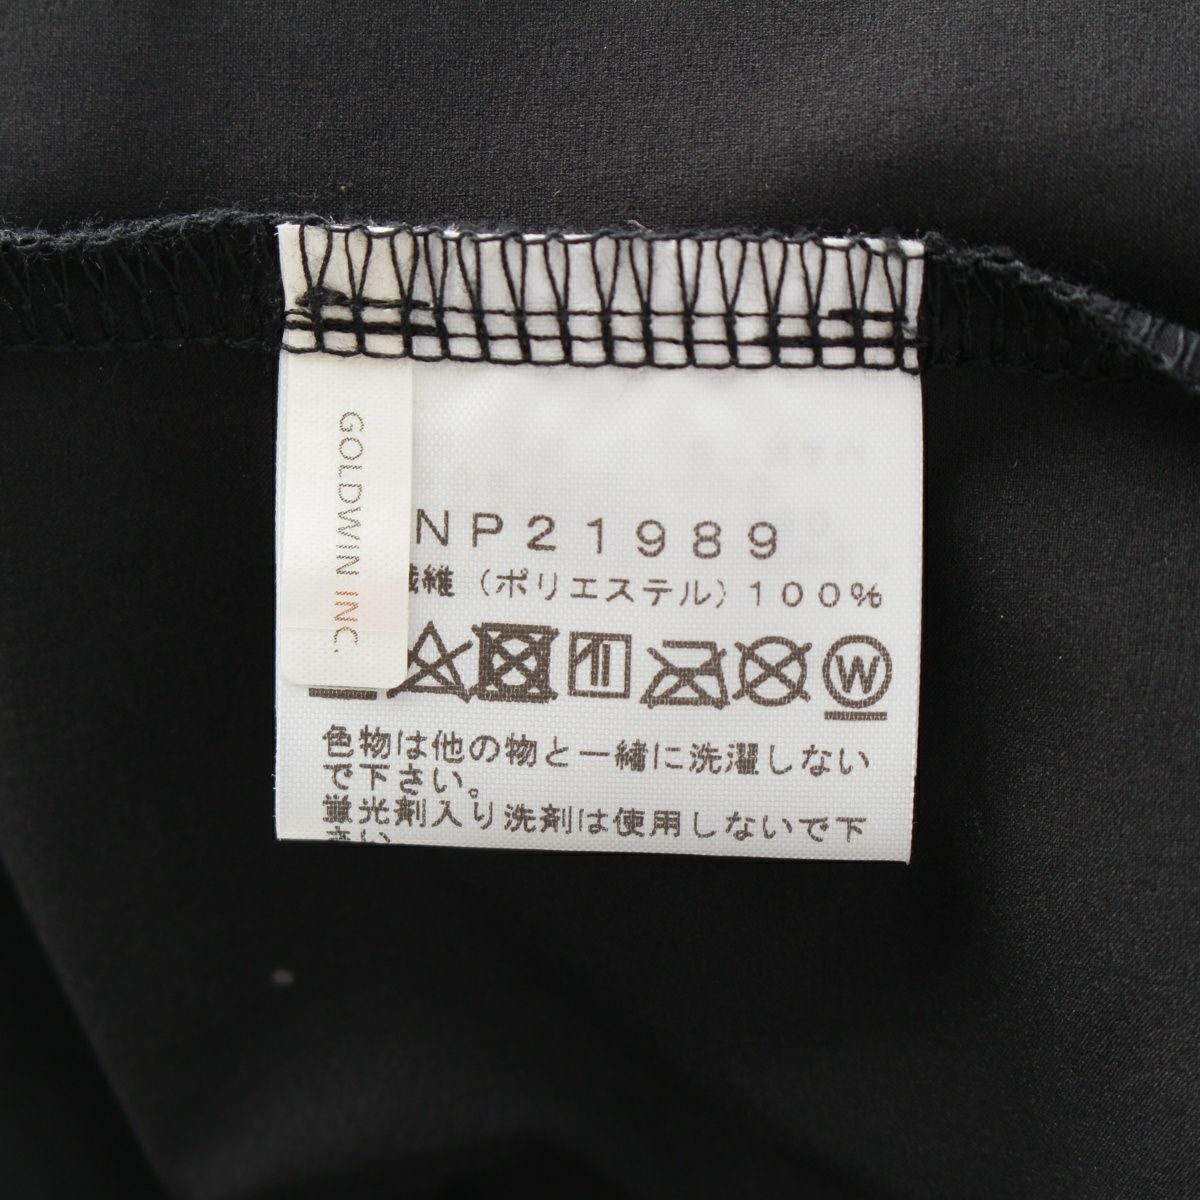 GOLDWIN INC.
NP21989
維（ポリエステル）100%
W
色物は他の物と一緒に洗濯しない
で下さい。
蛍光剤入り洗剤は使用しないで下
さい